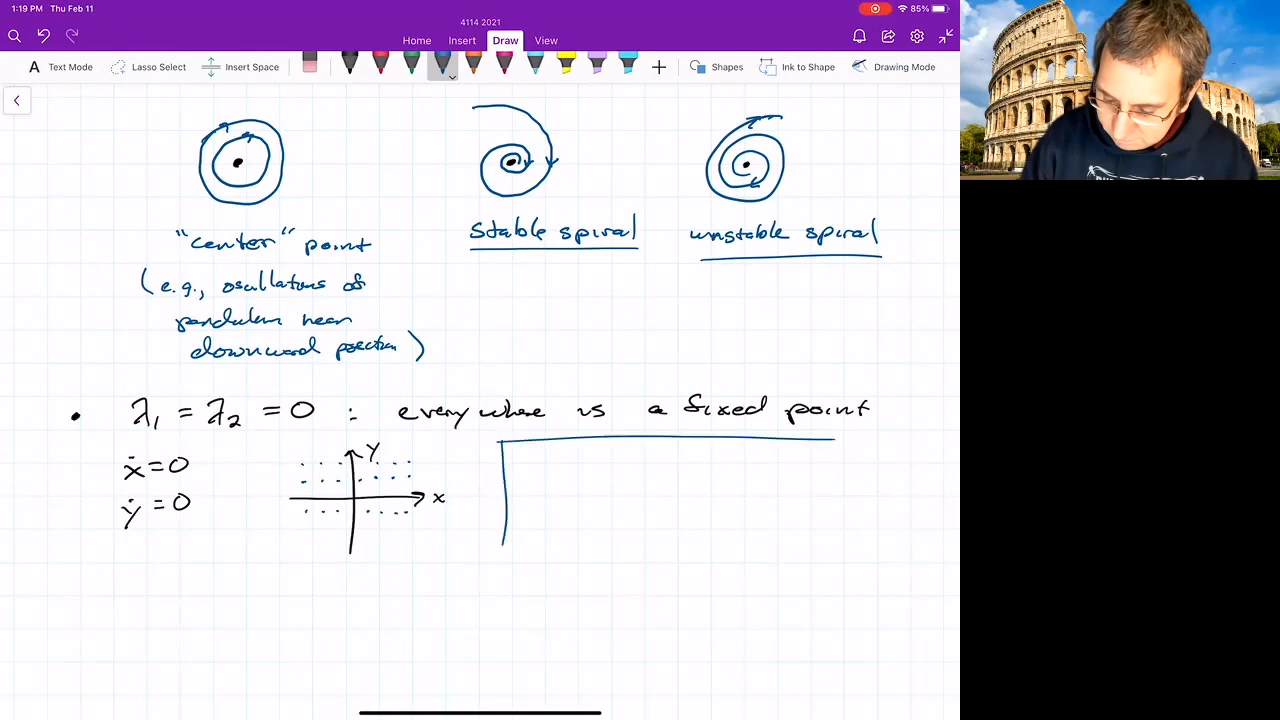 1:19 PM Thu Feb 11
85%
4114 2021
Home Insert Draw View
Text Mode Lasso Select Insert Space Shapes Ink to Shape Drawing Mode
"center" point
(e.g., oscillations of
pendulum near
downward position)
stable spiral
unstable spiral
• λ₁ = λ₂ = 0 : everywhere is a fixed point
ẋ = 0
ẏ = 0
y
x